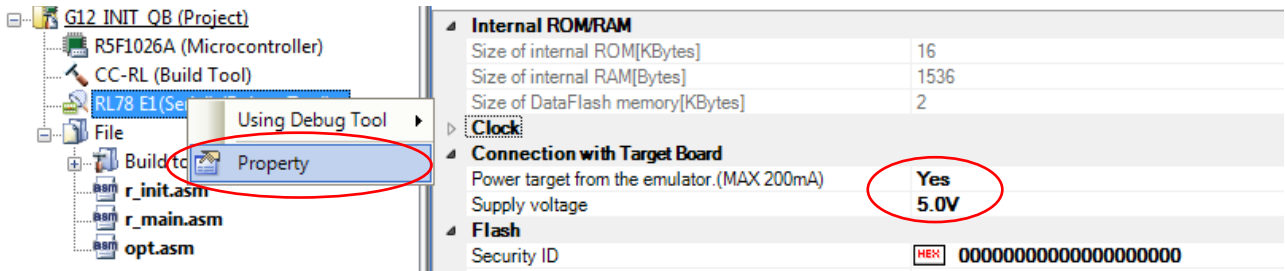 G12_INIT_QB (Project)
R5F1026A (Microcontroller)
CC-RL (Build Tool)
RL78 E1(Se
Using Debug Tool
Property
File
Build to
r_init.asm
r_main.asm
opt.asm
Internal ROM/RAM
Size of internal ROM[KBytes] 16
Size of internal RAM[Bytes] 1536
Size of DataFlash memory[KBytes] 2
Clock
Connection with Target Board
Power target from the emulator.(MAX 200mA) Yes
Supply voltage 5.0V
Flash
Security ID HEX 00000000000000000000